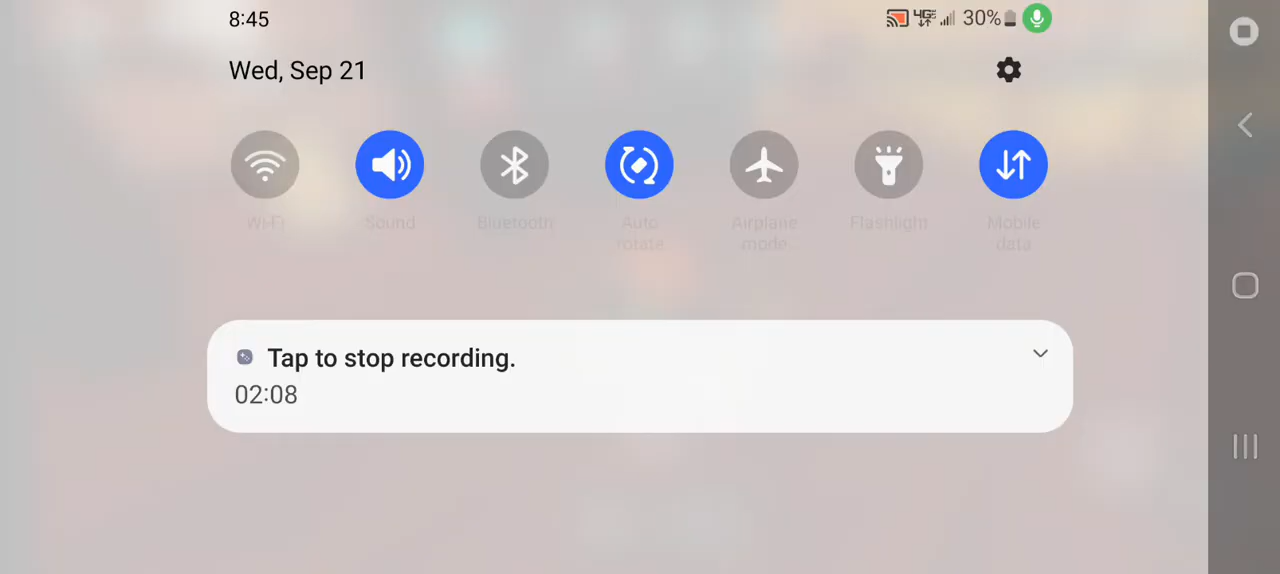 8:45
4GE 30%
Wed, Sep 21
Wi-Fi Sound Bluetooth Auto rotate Airplane mode Flashlight Mobile data
Tap to stop recording.
02:08